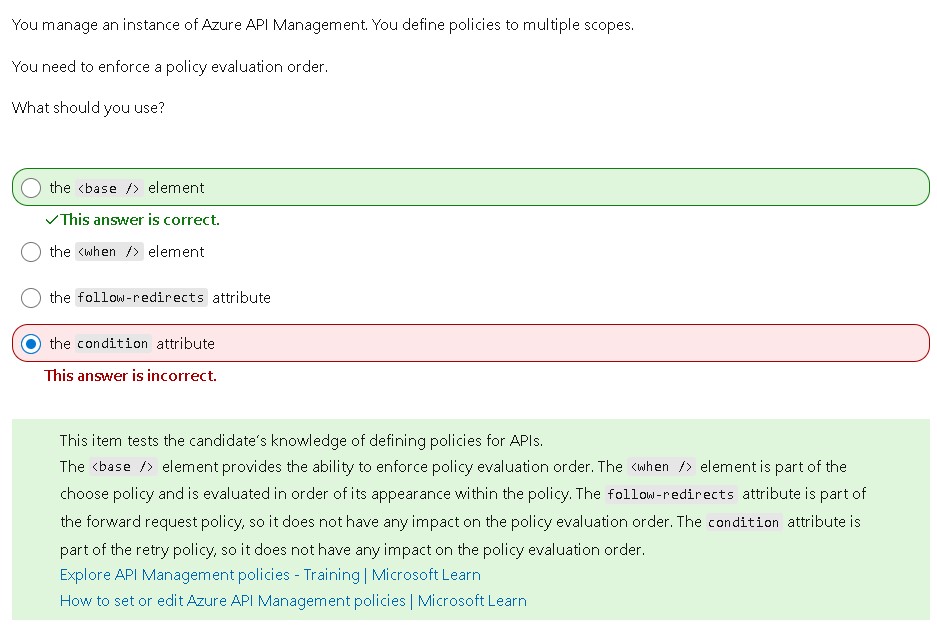 You manage an instance of Azure API Management. You define policies to multiple scopes.
You need to enforce a policy evaluation order.
What should you use?
the <base /> element
✓This answer is correct.
the <when /> element
the follow-redirects attribute
the condition attribute
This answer is incorrect.
This item tests the candidate's knowledge of defining policies for APIs.
The <base /> element provides the ability to enforce policy evaluation order. The <when /> element is part of the
choose policy and is evaluated in order of its appearance within the policy. The follow-redirects attribute is part of
the forward request policy, so it does not have any impact on the policy evaluation order. The condition attribute is
part of the retry policy, so it does not have any impact on the policy evaluation order.
Explore API Management policies - Training | Microsoft Learn
How to set or edit Azure API Management policies | Microsoft Learn